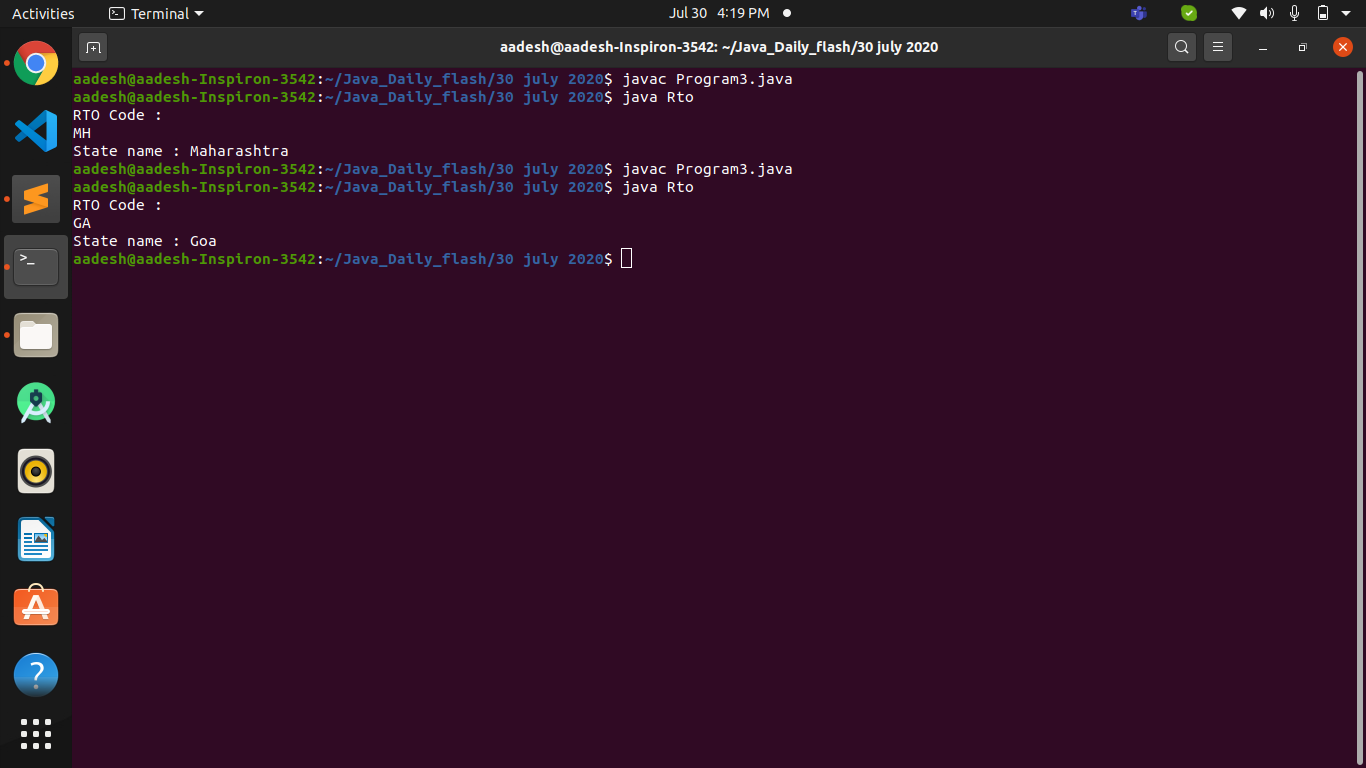 Activities
Terminal
Jul 30 4:19 PM
aadesh@aadesh-Inspiron-3542: ~/Java_Daily_flash/30 july 2020
aadesh@aadesh-Inspiron-3542:~/Java_Daily_flash/30 july 2020$ javac Program3.java
aadesh@aadesh-Inspiron-3542:~/Java_Daily_flash/30 july 2020$ java Rto
RTO Code :
MH
State name : Maharashtra
aadesh@aadesh-Inspiron-3542:~/Java_Daily_flash/30 july 2020$ javac Program3.java
aadesh@aadesh-Inspiron-3542:~/Java_Daily_flash/30 july 2020$ java Rto
RTO Code :
GA
State name : Goa
aadesh@aadesh-Inspiron-3542:~/Java_Daily_flash/30 july 2020$